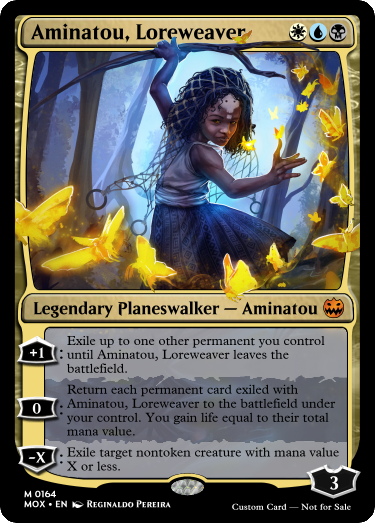 Aminatou, Loreweaver
Legendary Planeswalker — Aminatou
+1
: Exile up to one other permanent you control
until Aminatou, Loreweaver leaves the
battlefield.
Return each permanent card exiled with
0
: Aminatou, Loreweaver to the battlefield under
your control. You gain life equal to their total
mana value.
-X
: Exile target nontoken creature with mana value
X or less.
3
M 0164
MOX • EN Reginaldo Pereira
Custom Card — Not for Sale